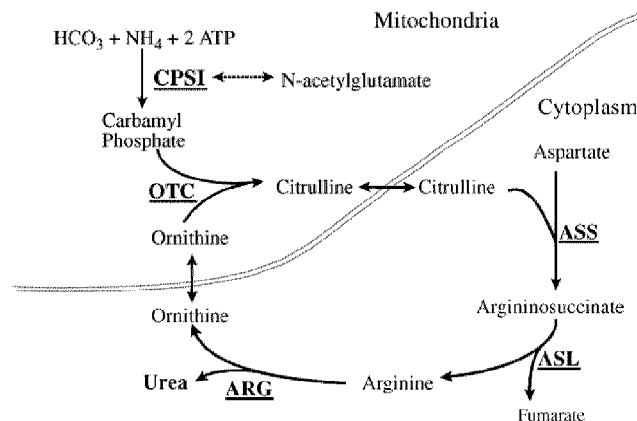 Mitochondria
HCO3 + NH4 + 2 ATP
CPSI
N-acetylglutamate
Cytoplasm
Carbamyl
Phosphate
Aspartate
OTC
Citrulline
Citrulline
Ornithine
ASS
Ornithine
Argininosuccinate
ASL
Urea
ARG
Arginine
Fumarate